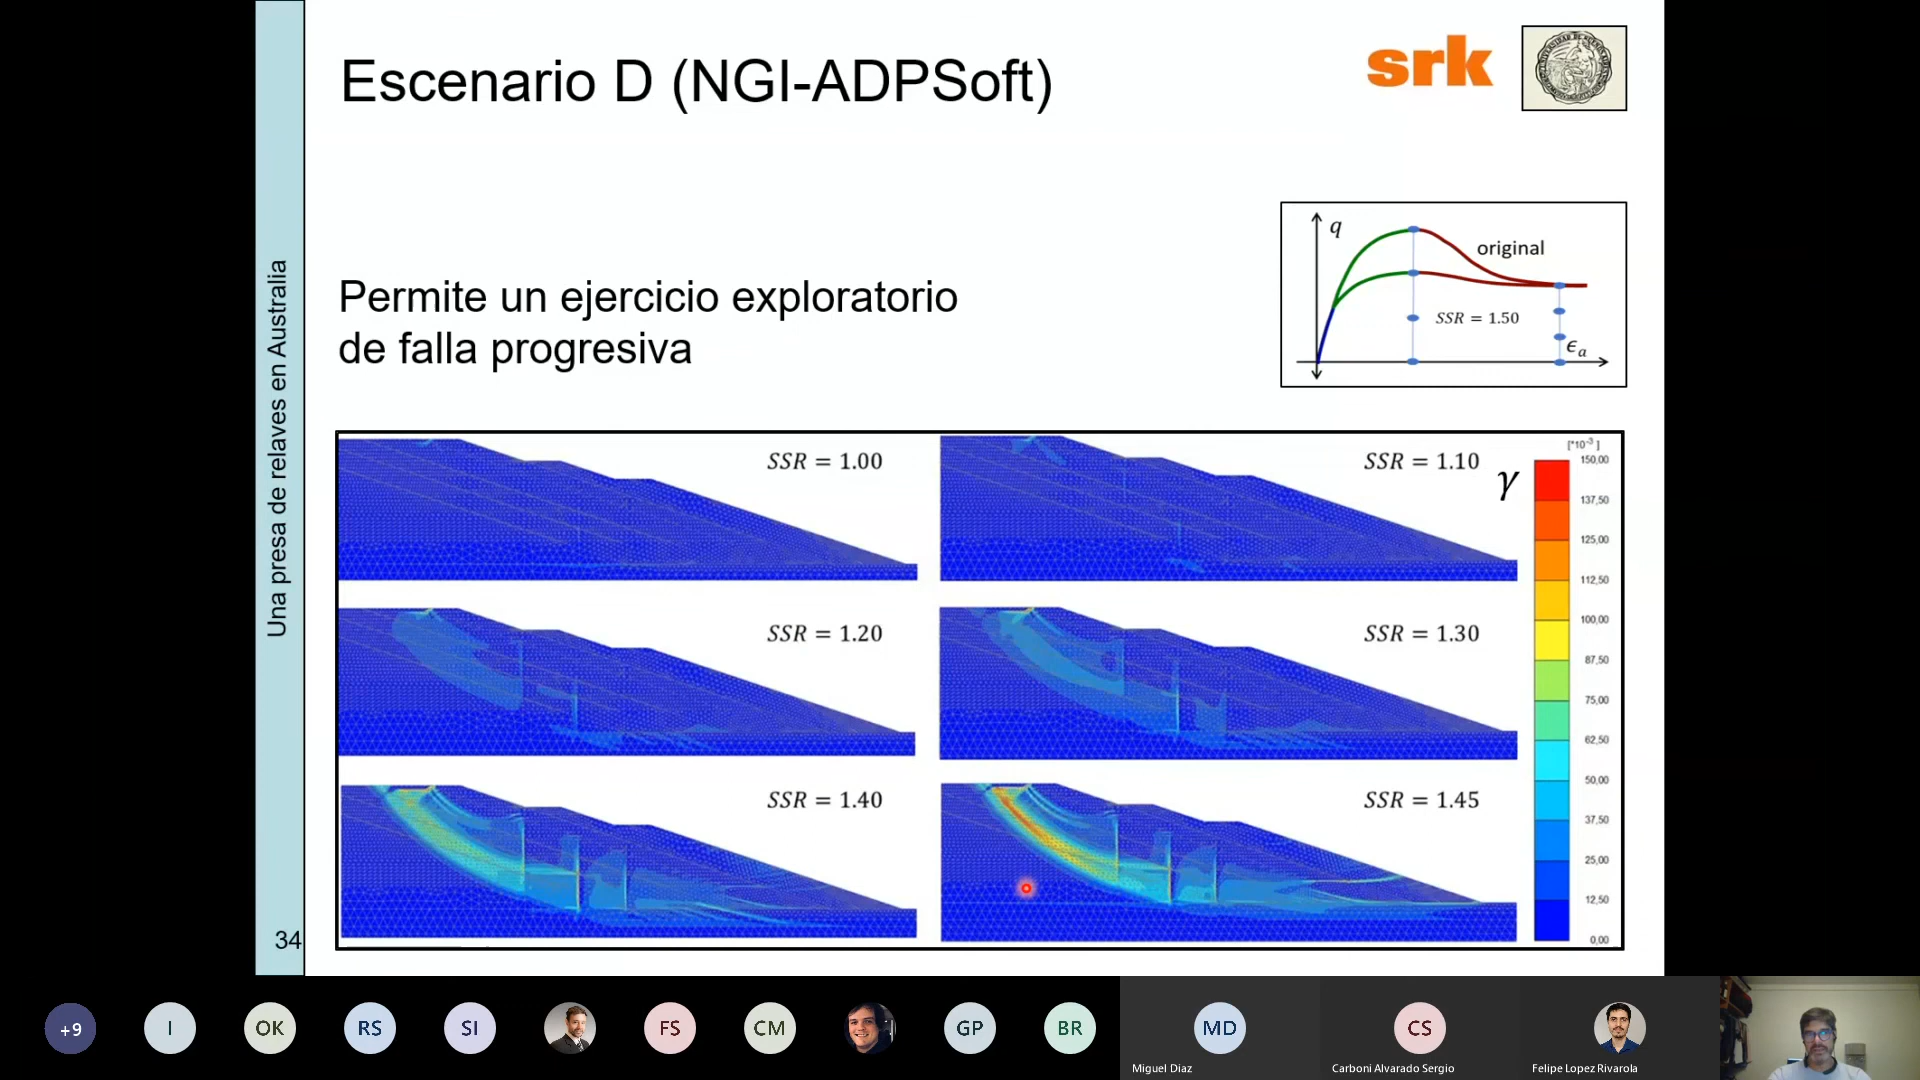 Escenario D (NGI-ADPSoft)
srk
Una presa de relaves en Australia
Permite un ejercicio exploratorio
de falla progresiva
q
original
SSR = 1.50
ϵₐ
SSR = 1.00
SSR = 1.10
SSR = 1.20
SSR = 1.30
SSR = 1.40
SSR = 1.45
γ
[*10⁻³]
150,00
137,50
125,00
112,50
100,00
87,50
75,00
62,50
50,00
37,50
25,00
12,50
0,00
34
+9
I
OK
RS
SI
FS
CM
GP
BR
MD
CS
Miguel Diaz
Carboni Alvarado Sergio
Felipe Lopez Rivarola